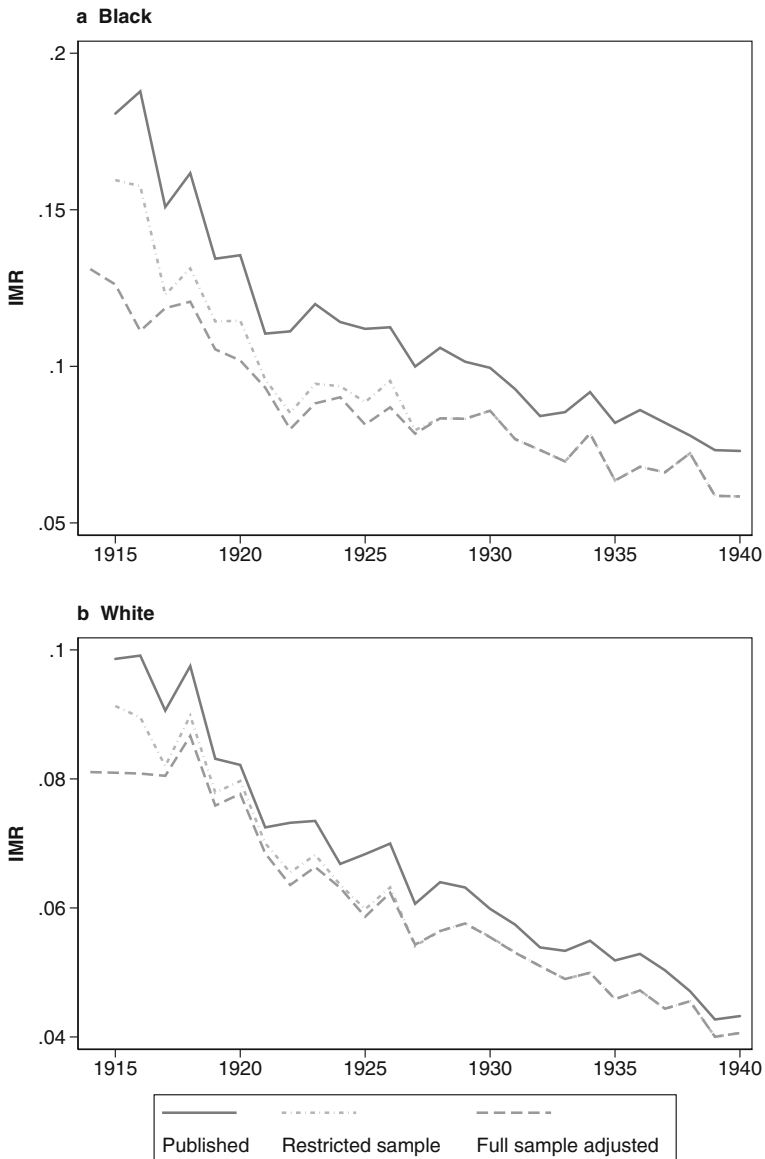 a Black
.2
.15
IMR
.1
.05
1915 1920 1925 1930 1935 1940
b White
.1
.08
IMR
.06
.04
1915 1920 1925 1930 1935 1940
Published Restricted sample Full sample adjusted